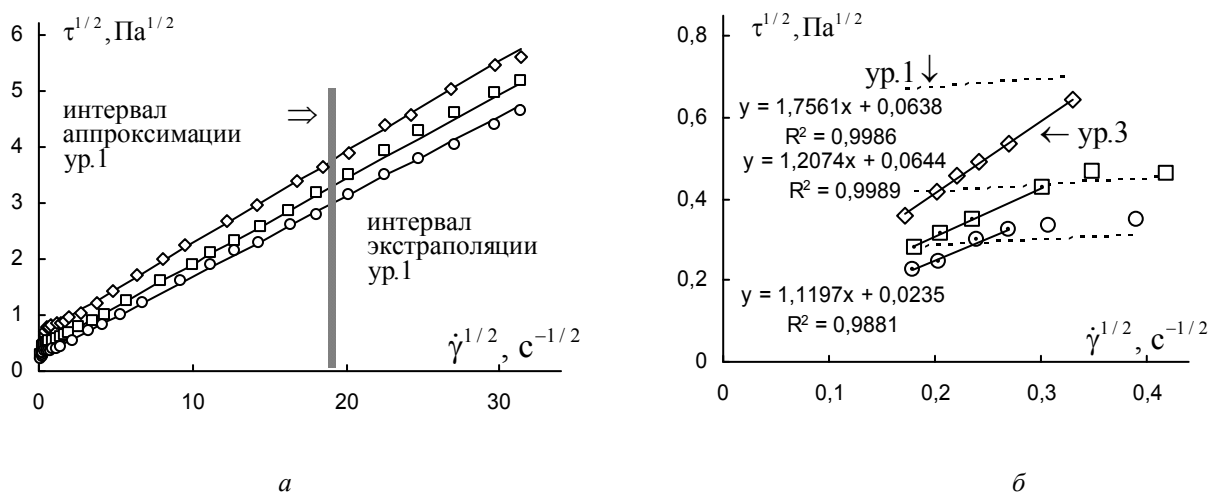 τ^{1/2}, Па^{1/2}
6
5
4
3
2
1
0
интервал
аппроксимации
ур.1
⇒
интервал
экстраполяции
ур.1
γ̇^{1/2}, с^{−1/2}
0
10
20
30
а
τ^{1/2}, Па^{1/2}
0,8
0,6
0,4
0,2
0
ур.1 ↓
y = 1,7561x + 0,0638
R² = 0,9986
← ур.3
y = 1,2074x + 0,0644
R² = 0,9989
y = 1,1197x + 0,0235
R² = 0,9881
γ̇^{1/2}, с^{−1/2}
0
0,1
0,2
0,3
0,4
б